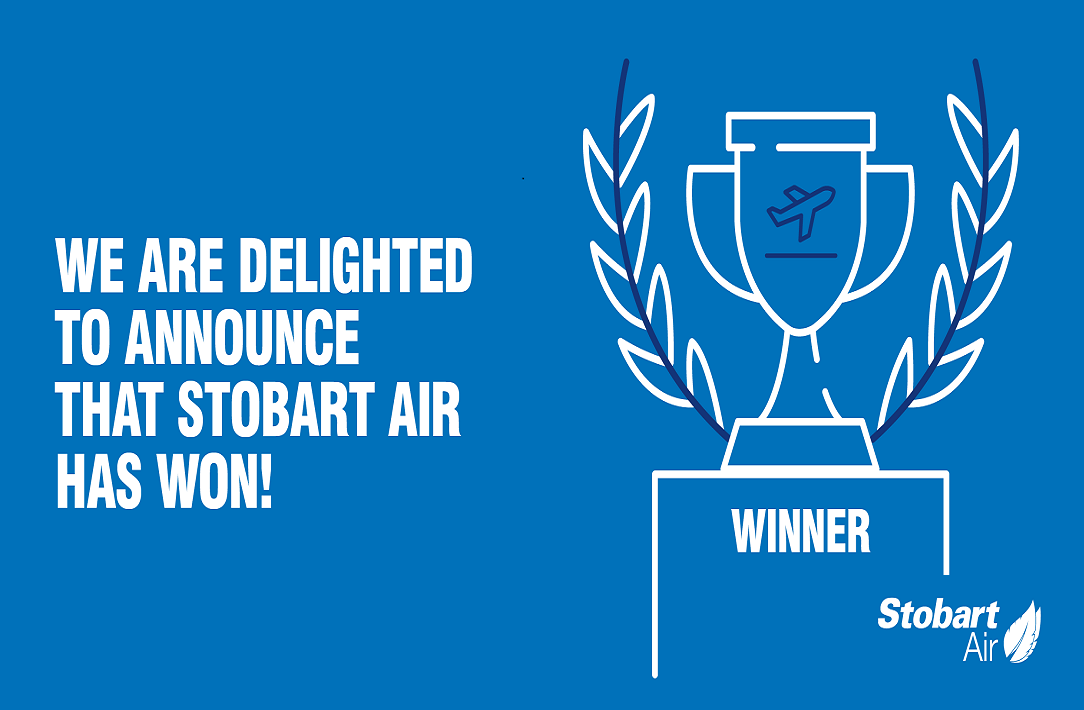 WE ARE DELIGHTED
TO ANNOUNCE
THAT STOBART AIR
HAS WON!
WINNER
Stobart
Air